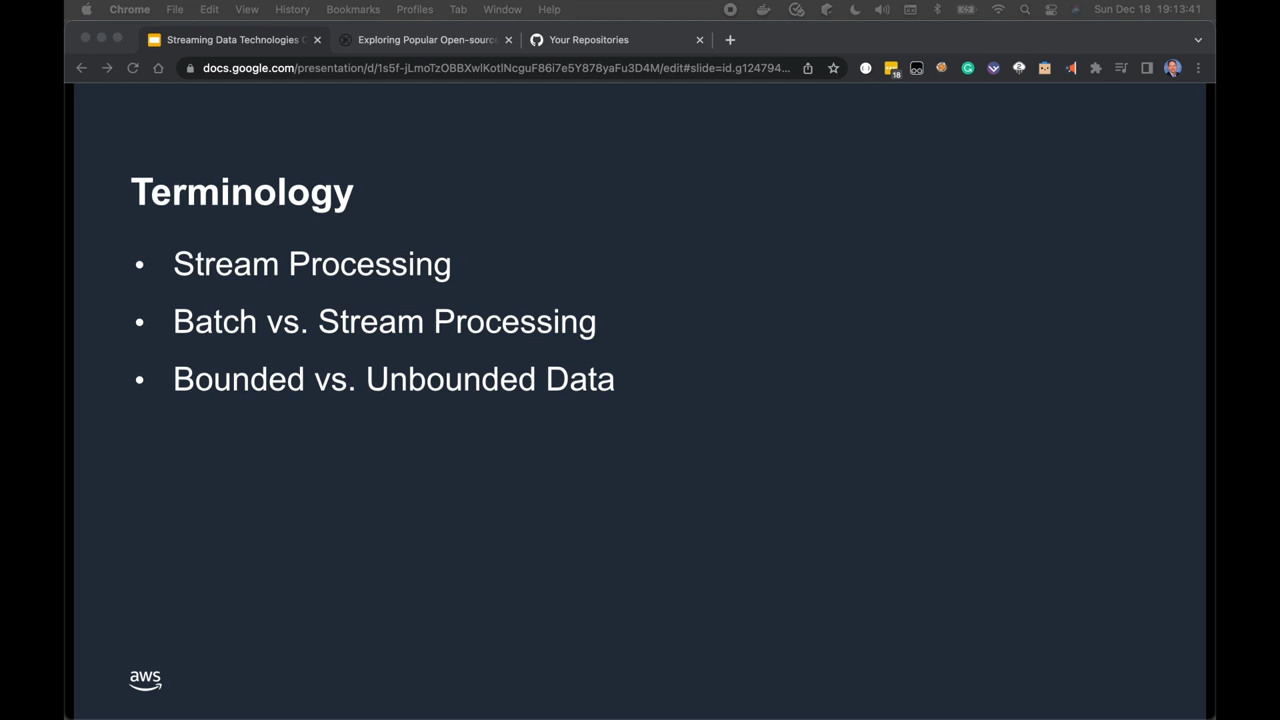 Chrome File Edit View History Bookmarks Profiles Tab Window Help Sun Dec 18 19:13:41
Streaming Data Technologies Exploring Popular Open-sourc Your Repositories
docs.google.com/presentation/d/1s5f-jLmoTzOBBXwlKotlNcguF86i7e5Y878yaFu3D4M/edit#slide=id.g124794...
18
Terminology
• Stream Processing
• Batch vs. Stream Processing
• Bounded vs. Unbounded Data
aws